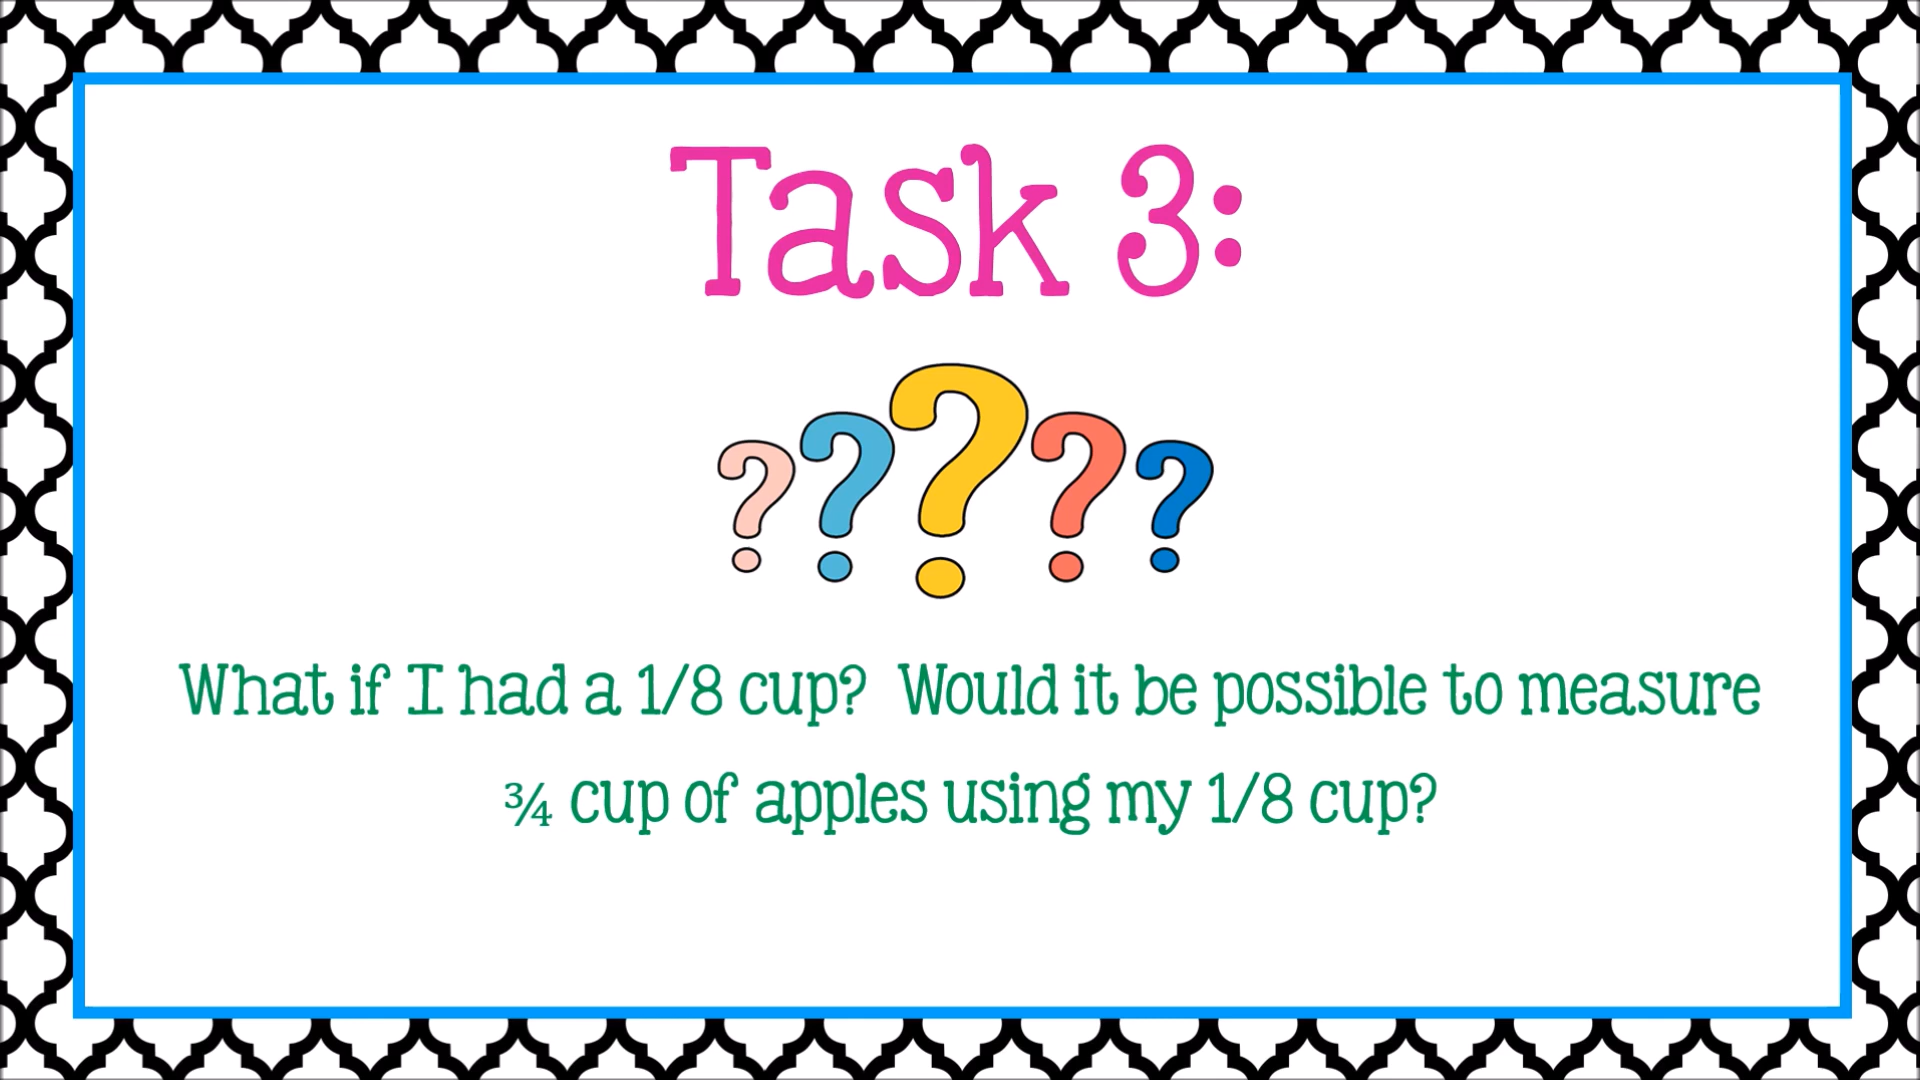 Task 3:
?????
What if I had a 1/8 cup?  Would it be possible to measure
¾ cup of apples using my 1/8 cup?